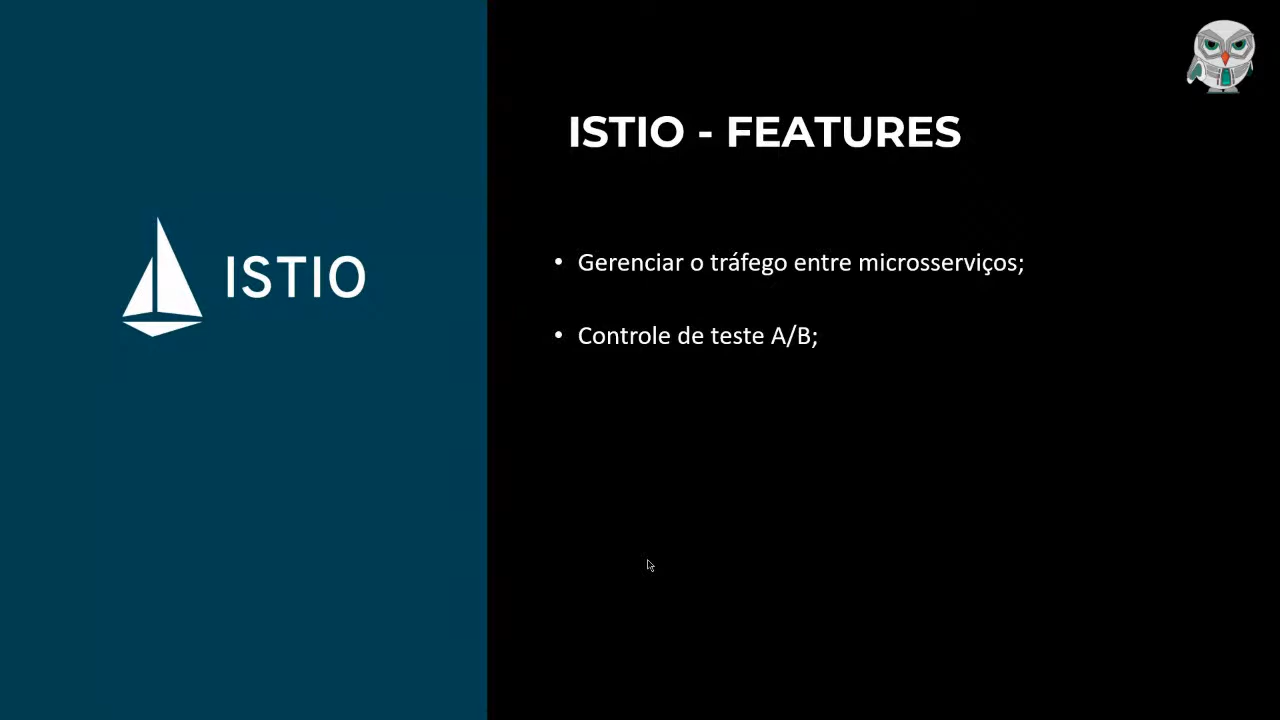 ISTIO - FEATURES
ISTIO
• Gerenciar o tráfego entre microsserviços;
• Controle de teste A/B;